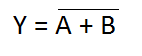 Y = A + B